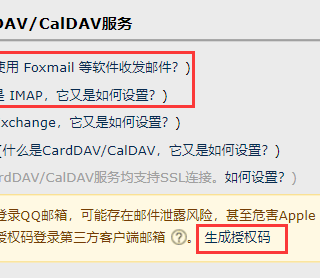 DAV/CalDAV服务
使用 Foxmail 等软件收发邮件？)
是 IMAP，它又是如何设置？)
xchange，它又是如何设置？)
(什么是CardDAV/CalDAV，它又是如何设置？)
rdDAV/CalDAV服务均支持SSL连接。如何设置？)
登录QQ邮箱，可能存在邮件泄露风险，甚至危害Apple
授权码登录第三方客户端邮箱 ? 。生成授权码